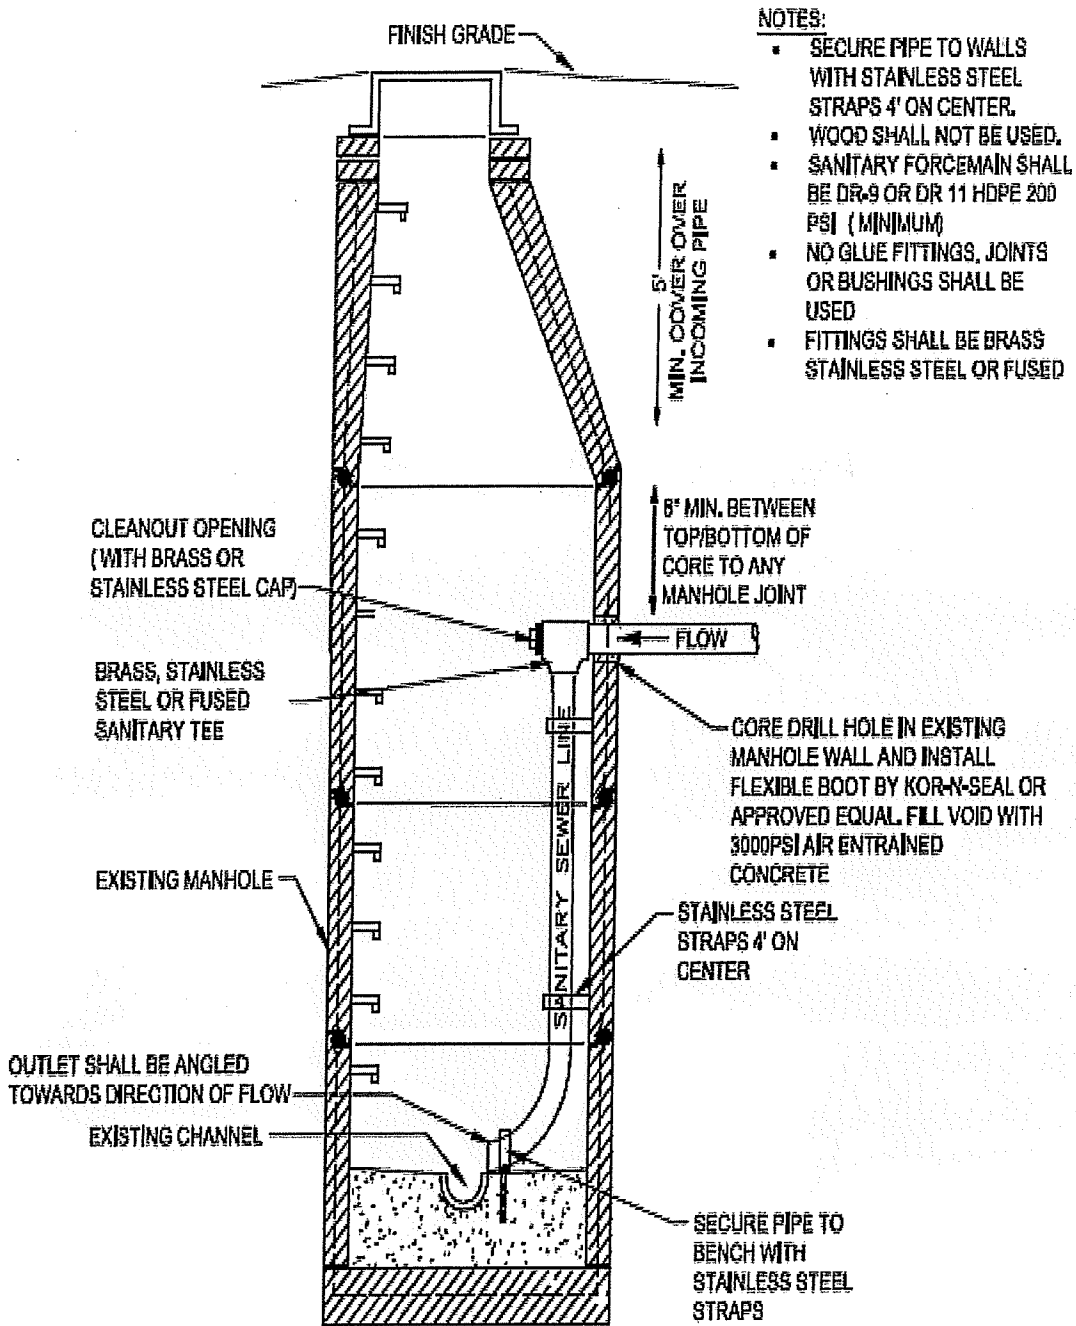 FINISH GRADE
NOTES:
▪ SECURE PIPE TO WALLS
WITH STAINLESS STEEL
STRAPS 4' ON CENTER.
▪ WOOD SHALL NOT BE USED.
▪ SANITARY FORCEMAIN SHALL
BE DR-9 OR DR 11 HDPE 200
PSI (MINIMUM)
▪ NO GLUE FITTINGS, JOINTS
OR BUSHINGS SHALL BE
USED
▪ FITTINGS SHALL BE BRASS
STAINLESS STEEL OR FUSED
5'
MIN. COVER OVER
INCOMING PIPE
6" MIN. BETWEEN
TOP/BOTTOM OF
CORE TO ANY
MANHOLE JOINT
CLEANOUT OPENING
(WITH BRASS OR
STAINLESS STEEL CAP)
FLOW
BRASS, STAINLESS
STEEL OR FUSED
SANITARY TEE
SANITARY SEWER LINE
CORE DRILL HOLE IN EXISTING
MANHOLE WALL AND INSTALL
FLEXIBLE BOOT BY KOR-N-SEAL OR
APPROVED EQUAL. FILL VOID WITH
3000PSI AIR ENTRAINED
CONCRETE
EXISTING MANHOLE
STAINLESS STEEL
STRAPS 4' ON
CENTER
OUTLET SHALL BE ANGLED
TOWARDS DIRECTION OF FLOW
EXISTING CHANNEL
SECURE PIPE TO
BENCH WITH
STAINLESS STEEL
STRAPS